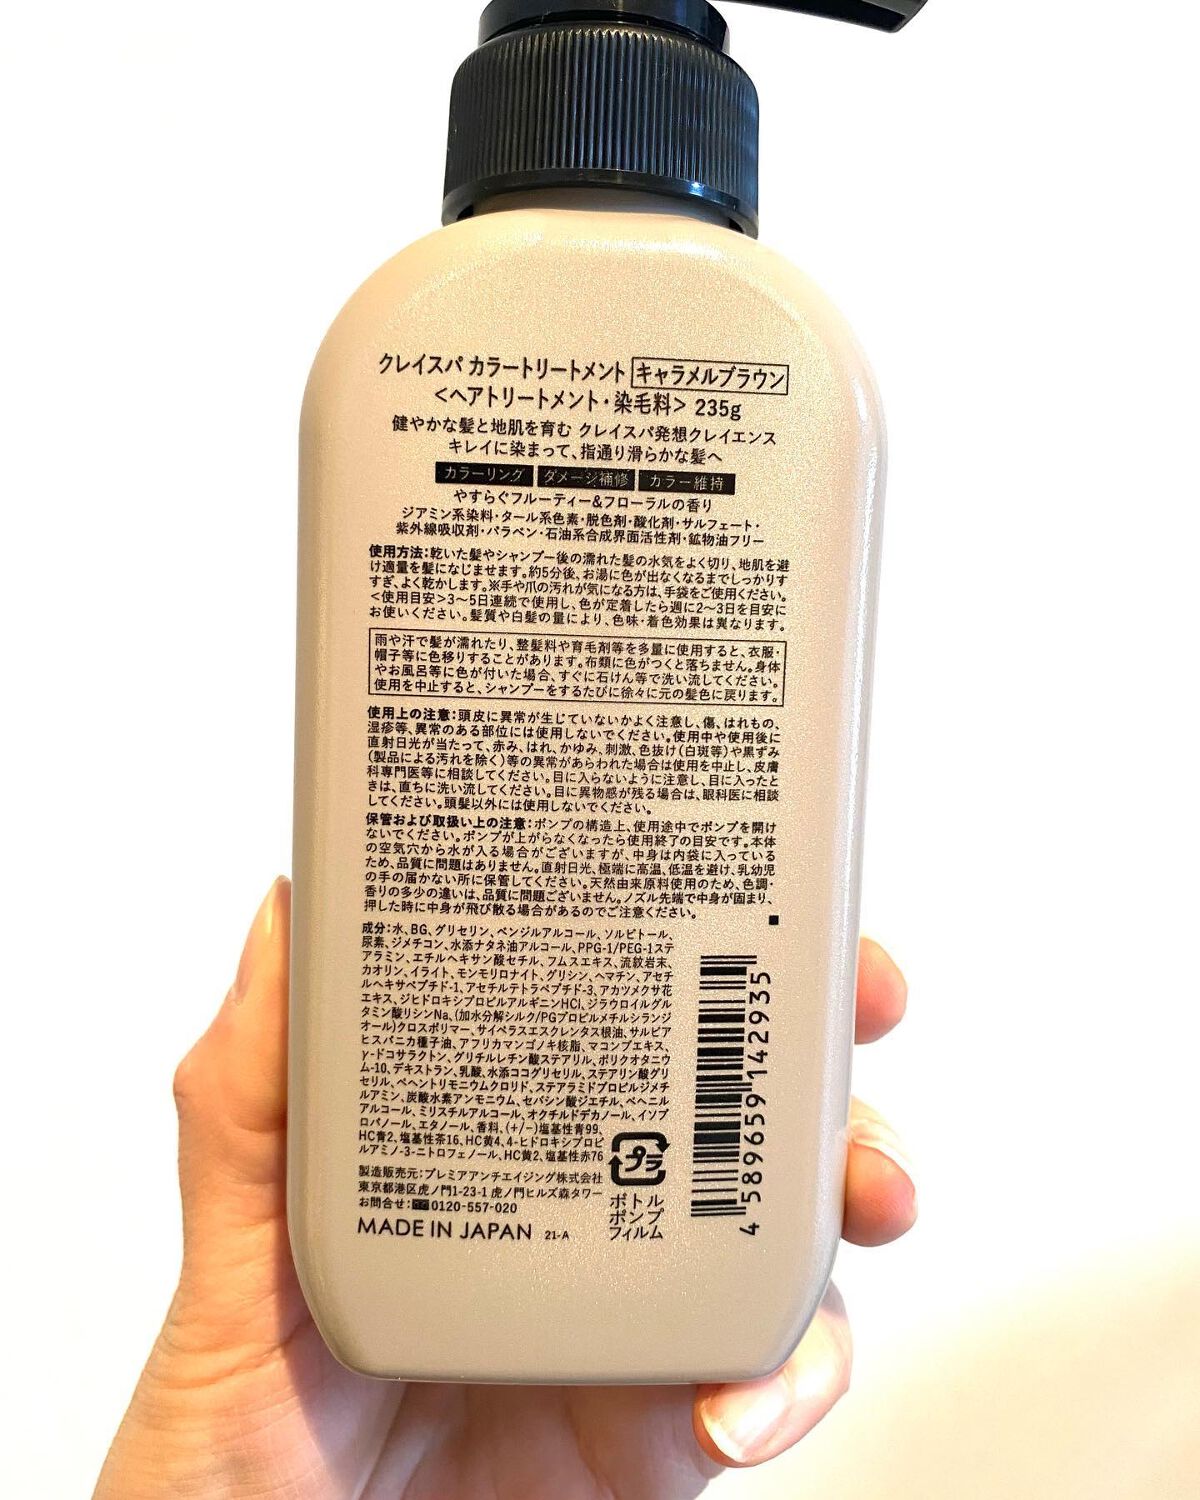 クレイスパ カラートリートメント キャラメルブラウン
<ヘアトリートメント・染毛料> 235g
健やかな髪と地肌を育む クレイスパ発想クレイエンス
キレイに染まって、指通り滑らかな髪へ
カラーリング ダメージ補修 カラー維持
やすらぐフルーティー&フローラルの香り
ジアミン系染料・タール系色素・脱色剤・酸化剤・サルフェート・
紫外線吸収剤・パラベン・石油系合成界面活性剤・鉱物油フリー
使用方法:乾いた髪やシャンプー後の濡れた髪の水気をよく切り、地肌を避
け適量を髪になじませます。約5分後、お湯に色が出なくなるまでしっかりす
すぎ、よく乾かします。※手や爪の汚れが気になる方は、手袋をご使用ください。
<使用目安>3〜5日連続で使用し、色が定着したら週に2〜3日を目安に
お使いください。髪質や白髪の量により、色味・着色効果は異なります。
雨や汗で髪が濡れたり、整髪料や育毛剤等を多量に使用すると、衣服・
帽子等に色移りすることがあります。布類に色がつくと落ちません。身体
やお風呂等に色が付いた場合、すぐに石けん等で洗い流してください。
使用を中止すると、シャンプーをするたびに徐々に元の髪色に戻ります。
使用上の注意:頭皮に異常が生じていないかよく注意し、傷、はれもの、
湿疹等、異常のある部位には使用しないでください。使用中や使用後に
直射日光が当たって、赤み、はれ、かゆみ、刺激、色抜け(白斑等)や黒ずみ
(製品による汚れを除く)等の異常があらわれた場合は使用を中止し、皮膚
科専門医等に相談してください。目に入らないように注意し、目に入ったと
きは、直ちに洗い流してください。目に異物感が残る場合は、眼科医に相談
してください。頭髪以外には使用しないでください。
保管および取扱い上の注意:ポンプの構造上、使用途中でポンプを開け
ないでください。ポンプが上がらなくなったら使用終了の目安です。本体
の空気穴から水が入る場合がございますが、中身は内袋に入っている
ため、品質に問題はありません。直射日光、極端に高温、低温を避け、乳幼児
の手の届かない所に保管してください。天然由来原料使用のため、色調・
香りの多少の違いは、品質に問題ございません。ノズル先端で中身が固まり、
押した時に中身が飛び散る場合があるのでご注意ください。
成分:水、BG、グリセリン、ベンジルアルコール、ソルビトール、
尿素、ジメチコン、水添ナタネ油アルコール、PPG-1/PEG-1ステ
アラミン、エチルヘキサン酸セチル、フムスエキス、流紋岩末、
カオリン、イライト、モンモリロナイト、グリシン、ヘマチン、アセチ
ルヘキサペプチド-1、アセチルテトラペプチド-3、アカツメクサ花
エキス、ジヒドロキシプロピルアルギニンHCl、ジラウロイルグル
タミン酸リシンNa、(加水分解シルク/PGプロピルメチルシランジ
オール)クロスポリマー、サイペラスエスクレンタス根油、サルビア
ヒスパニカ種子油、アフリカマンゴノキ核脂、マコンブエキス、
γ-ドコサラクトン、グリチルレチン酸ステアリル、ポリクオタニウ
ム-10、デキストラン、乳酸、水添ココグリセリル、ステアリン酸グリ
セリル、ベヘントリモニウムクロリド、ステアラミドプロピルジメチ
ルアミン、炭酸水素アンモニウム、セバシン酸ジエチル、ベヘニル
アルコール、ミリスチルアルコール、オクチルドデカノール、イソプ
ロパノール、エタノール、香料、(+/−)塩基性青99、
HC青2、塩基性茶16、HC黄4、4-ヒドロキシプロピ
ルアミノ-3-ニトロフェノール、HC黄2、塩基性赤76
製造販売元:プレミアアンチエイジング株式会社
東京都港区虎ノ門1-23-1 虎ノ門ヒルズ森タワー
お問合せ:0120-557-020
MADE IN JAPAN 21-A
プラ
ボトル
ポンプ
フィルム
4 589659 142935